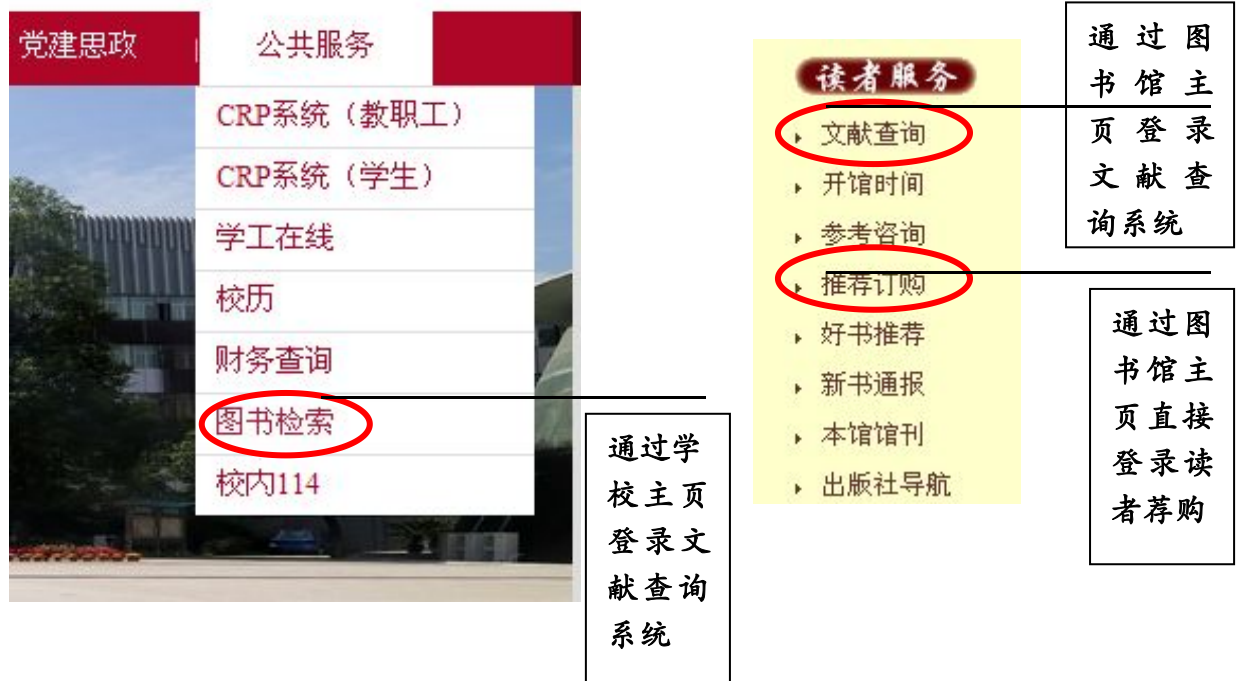 党建思政 | 公共服务
CRP系统（教职工）
CRP系统（学生）
学工在线
校历
财务查询
图书检索
校内114
通过学
校主页
登录文
献查询
系统
读者服务
文献查询
开馆时间
参考咨询
推荐订购
好书推荐
新书通报
本馆馆刊
出版社导航
通过图
书馆主
页登录
文献查
询系统
通过图
书馆主
页直接
登录读
者荐购